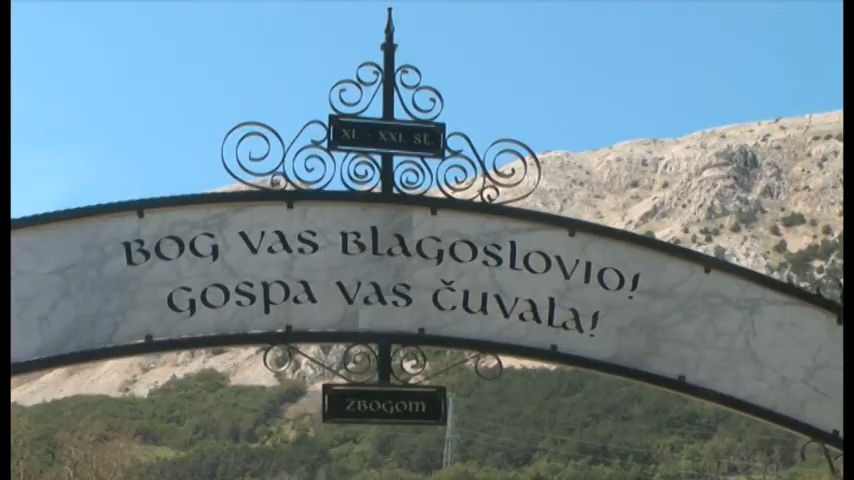 XI. - XXI. st.
BOG VAS BLAGOSLOVIO!
GOSPA VAS ČUVALA!
ZBOGOM